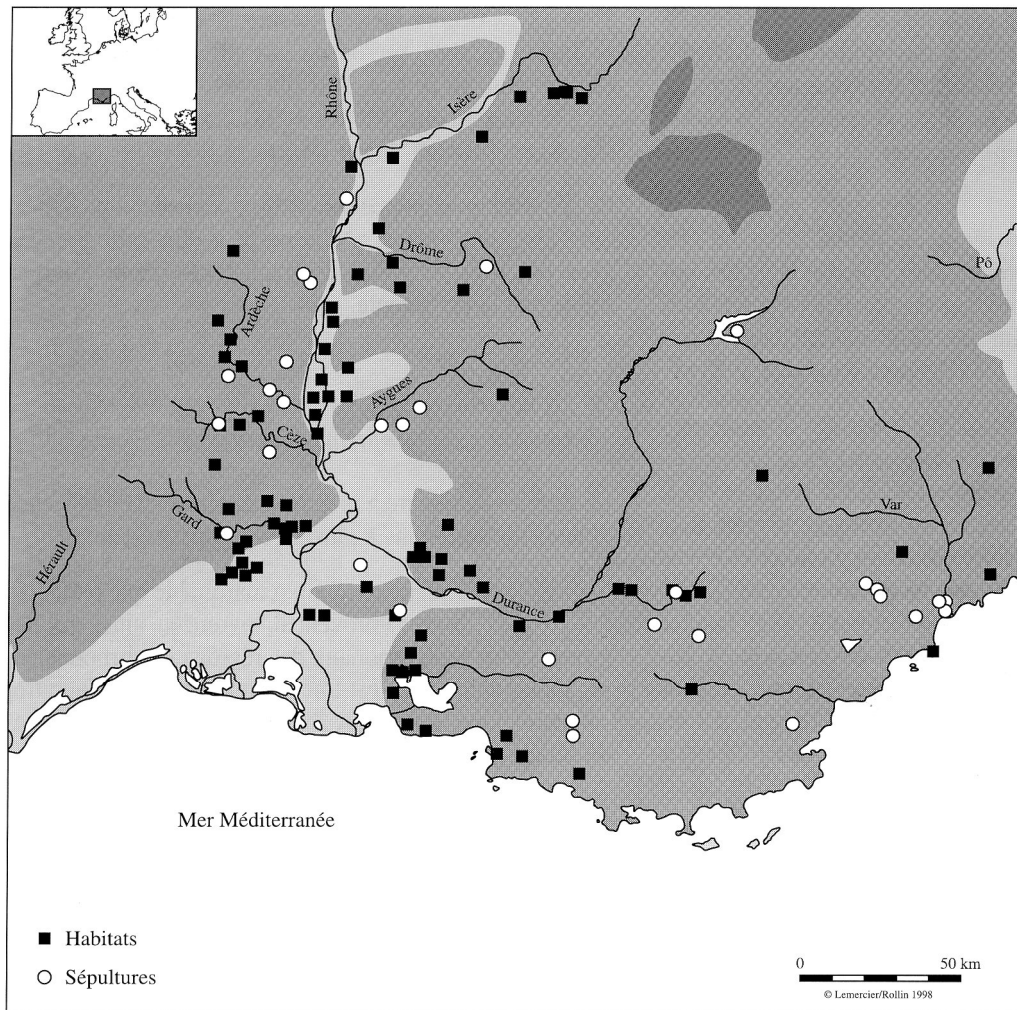 Rhône
Isère
Drôme
Pô
Ardèche
Aygues
Cèze
Var
Gard
Hérault
Durance
Mer Méditerranée
Habitats
Sépultures
0 50 km
© Lemercier/Rollin 1998